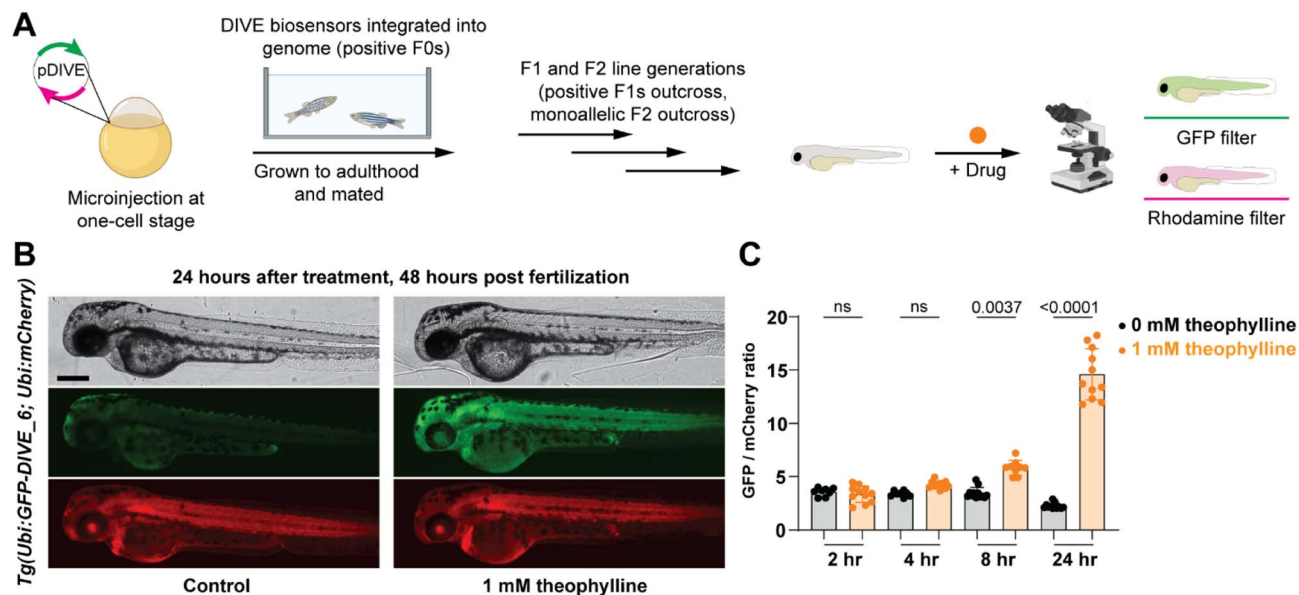 A
pDIVE
Microinjection at
one-cell stage
DIVE biosensors integrated into
genome (positive F0s)
Grown to adulthood
and mated
F1 and F2 line generations
(positive F1s outcross,
monoallelic F2 outcross)
+ Drug
GFP filter
Rhodamine filter
B
24 hours after treatment, 48 hours post fertilization
Tg(Ubi:GFP-DIVE_6; Ubi:mCherry)
Control
1 mM theophylline
C
ns
ns
0.0037
<0.0001
GFP / mCherry ratio
20
15
10
5
0
2 hr
4 hr
8 hr
24 hr
0 mM theophylline
1 mM theophylline